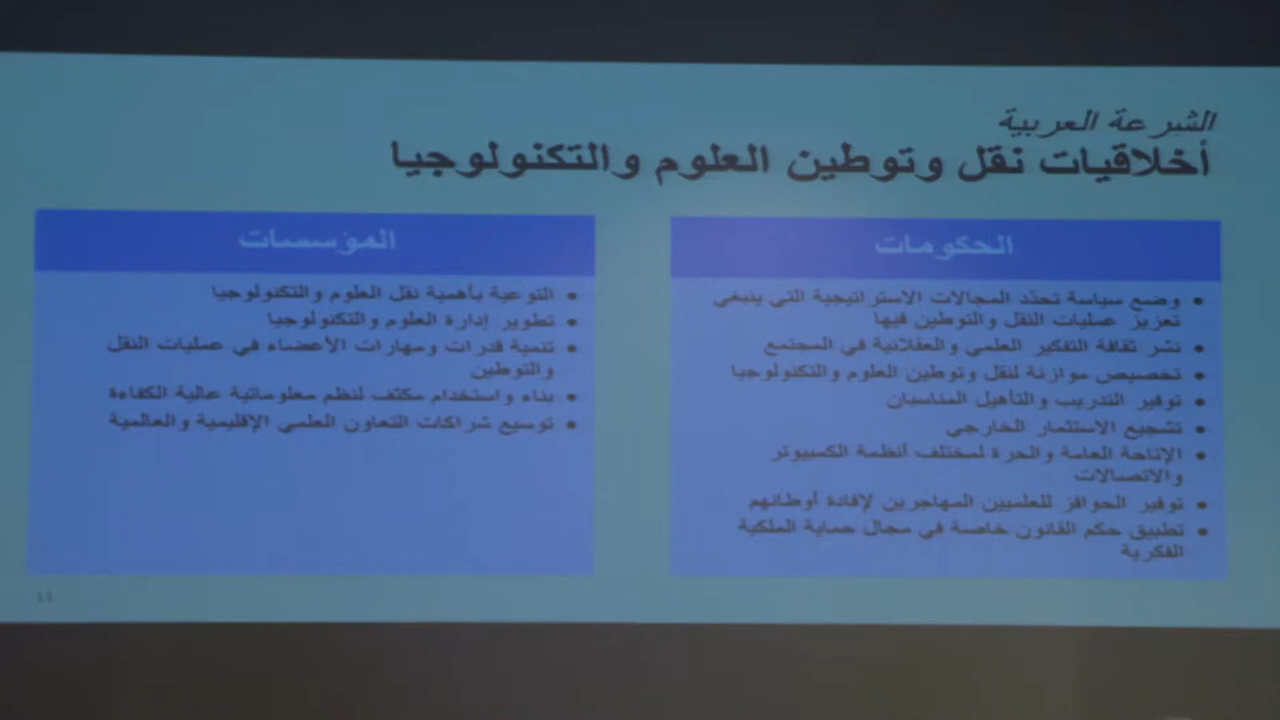 الشرعة العربية
أخلاقيات نقل وتوطين العلوم والتكنولوجيا
الحكومات
• وضع سياسة تحدّد المجالات الاستراتيجية التي ينبغي
تعزيز عمليات النقل والتوطين فيها
• نشر ثقافة التفكير العلمي والعقلانية في المجتمع
• تخصيص موازنة لنقل وتوطين العلوم والتكنولوجيا
• توفير التدريب والتأهيل المناسبان
• تشجيع الاستثمار الخارجي
• الإتاحة العامة والحرة لمختلف أنظمة الكمبيوتر
والاتصالات
• توفير الحوافز للعلميين المهاجرين لإفادة أوطانهم
• تطبيق حكم القانون خاصة في مجال حماية الملكية
الفكرية
المؤسسات
• التوعية بأهمية نقل العلوم والتكنولوجيا
• تطوير إدارة العلوم والتكنولوجيا
• تنمية قدرات ومهارات الأعضاء في عمليات النقل
والتوطين
• بناء واستخدام مكثف لنظم معلوماتية عالية الكفاءة
• توسيع شراكات التعاون العلمي الإقليمية والعالمية